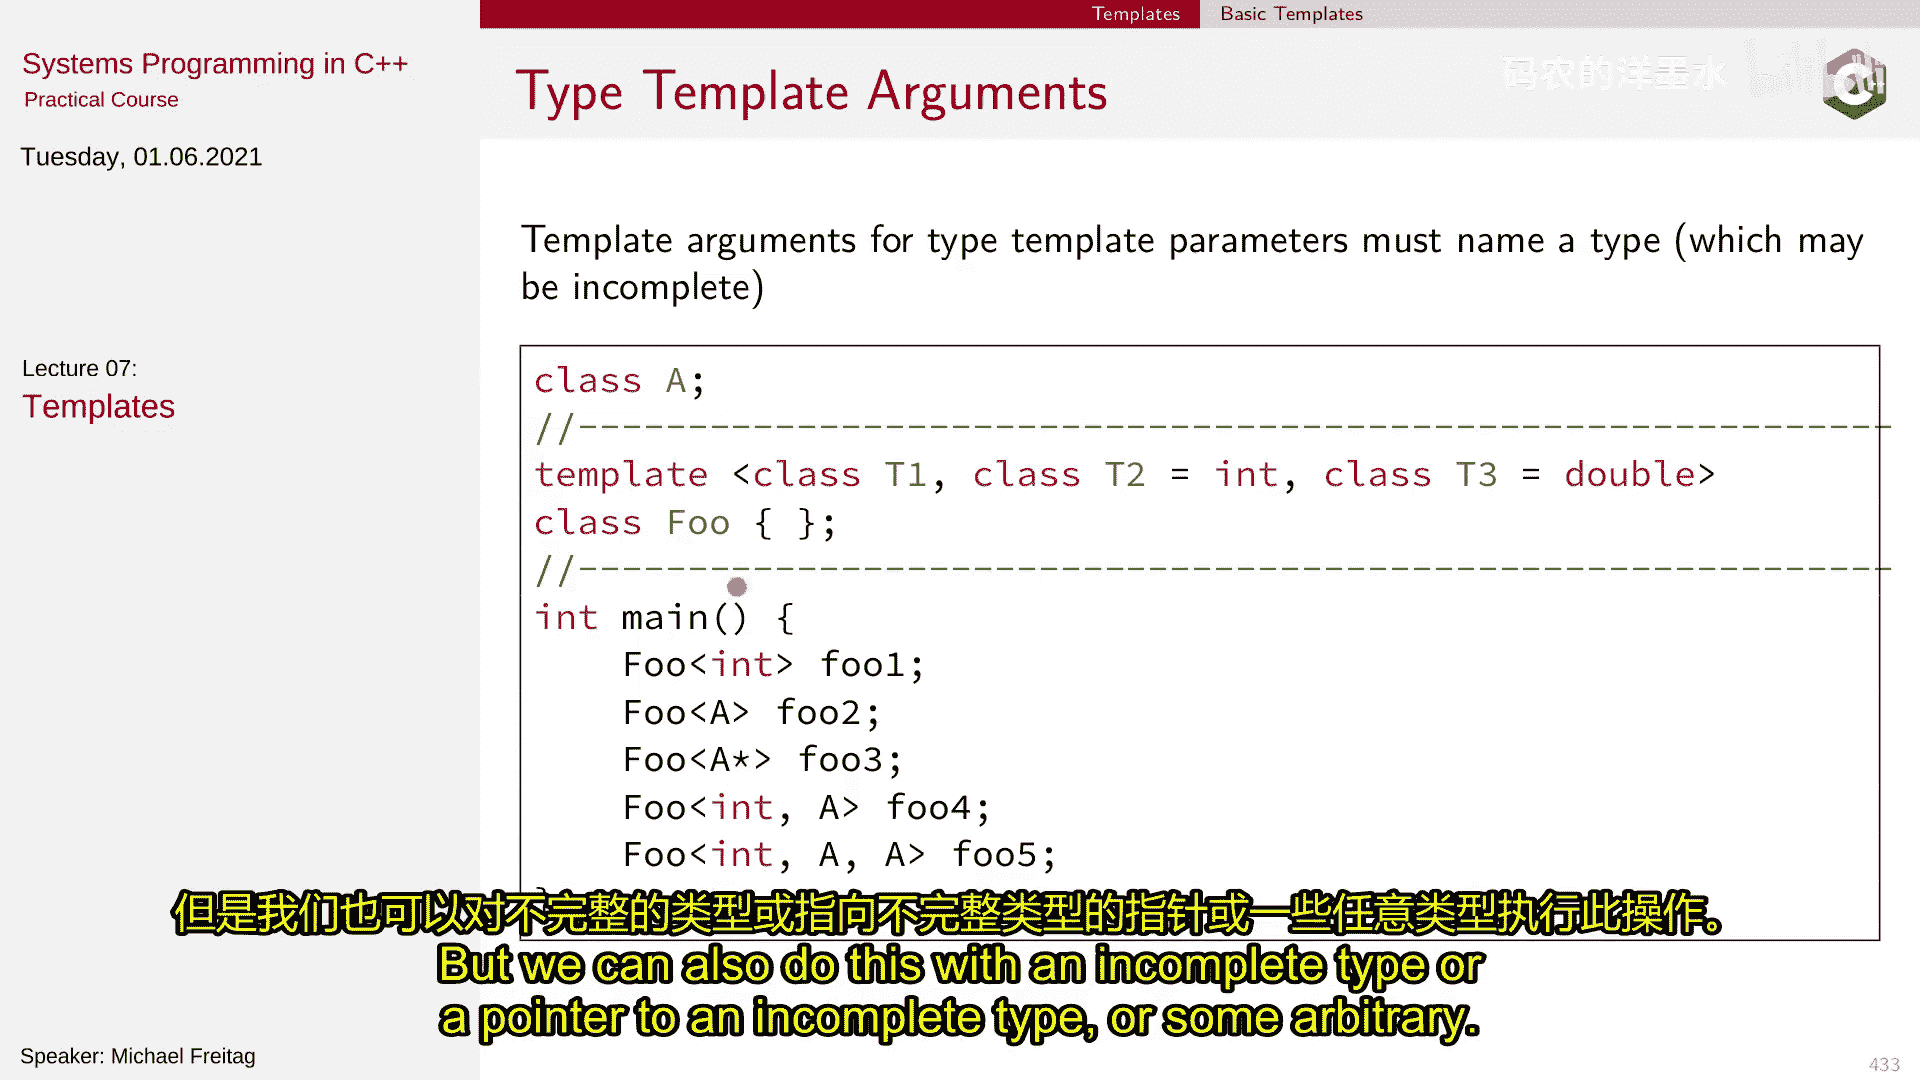 Templates
Basic Templates
Systems Programming in C++
Practical Course
Tuesday, 01.06.2021
Type Template Arguments
码农的洋墨水
Template arguments for type template parameters must name a type (which may
be incomplete)
Lecture 07:
Templates
class A;
//------------------------------------------------------------
template <class T1, class T2 = int, class T3 = double>
class Foo { };
//------------------------------------------------------------
int main() {
Foo<int> foo1;
Foo<A> foo2;
Foo<A*> foo3;
Foo<int, A> foo4;
Foo<int, A, A> foo5;
但是我们也可以对不完整的类型或指向不完整类型的指针或一些任意类型执行此操作。
But we can also do this with an incomplete type or
a pointer to an incomplete type, or some arbitrary.
Speaker: Michael Freitag
433